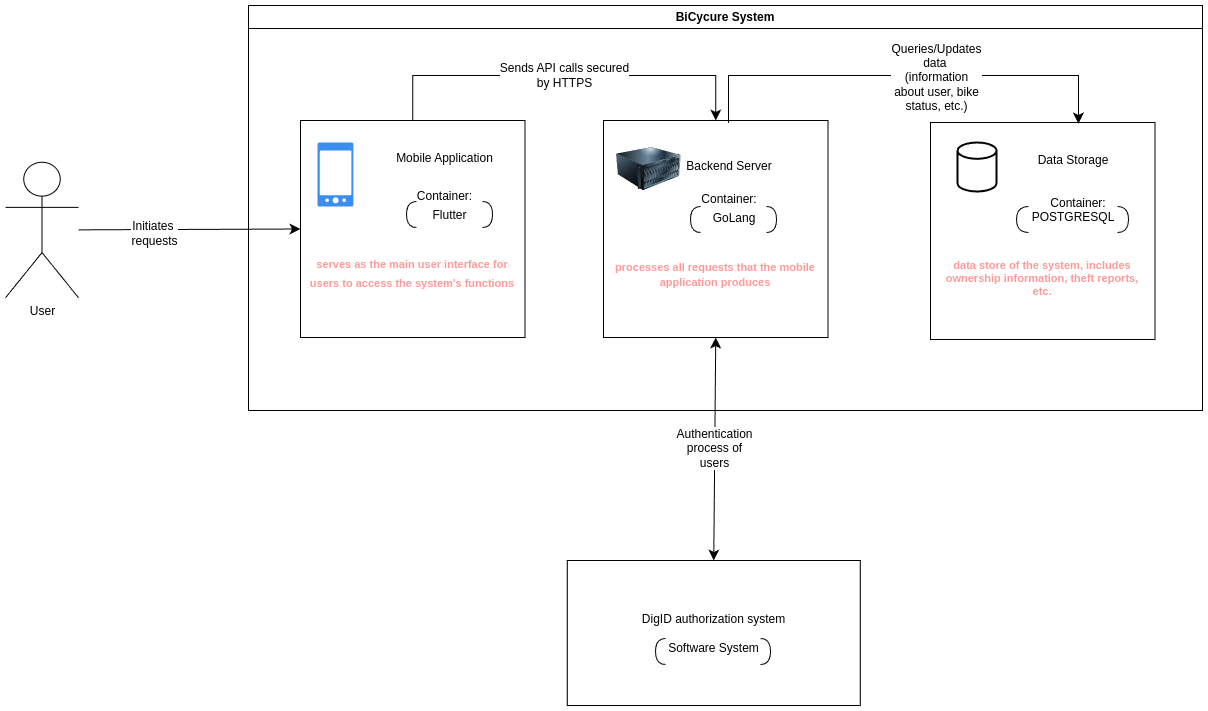 BiCycure System
Sends API calls secured
by HTTPS
Queries/Updates
data
(information
about user, bike
status, etc.)
User
Initiates
requests
Mobile Application
Container:
Flutter
serves as the main user interface for
users to access the system's functions
Backend Server
Container:
GoLang
processes all requests that the mobile
application produces
Data Storage
Container:
POSTGRESQL
data store of the system, includes
ownership information, theft reports,
etc.
Authentication
process of
users
DigID authorization system
Software System